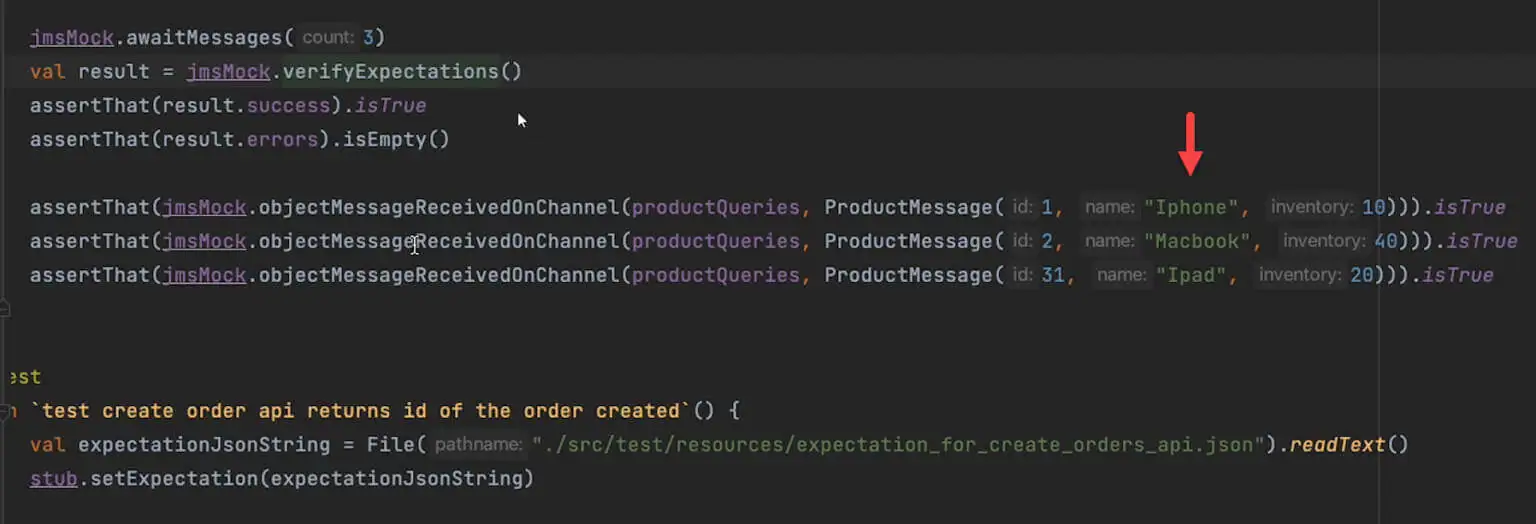 jmsMock.awaitMessages( count: 3)
val result = jmsMock.verifyExpectations()
assertThat(result.success).isTrue
assertThat(result.errors).isEmpty()
assertThat(jmsMock.objectMessageReceivedOnChannel(productQueries, ProductMessage( id: 1, name: "Iphone", inventory: 10))).isTrue
assertThat(jmsMock.objectMessageReceivedOnChannel(productQueries, ProductMessage( id: 2, name: "Macbook", inventory: 40))).isTrue
assertThat(jmsMock.objectMessageReceivedOnChannel(productQueries, ProductMessage( id: 31, name: "Ipad", inventory: 20))).isTrue
est
n `test create order api returns id of the order created`() {
val expectationJsonString = File( pathname: "./src/test/resources/expectation_for_create_orders_api.json").readText()
stub.setExpectation(expectationJsonString)